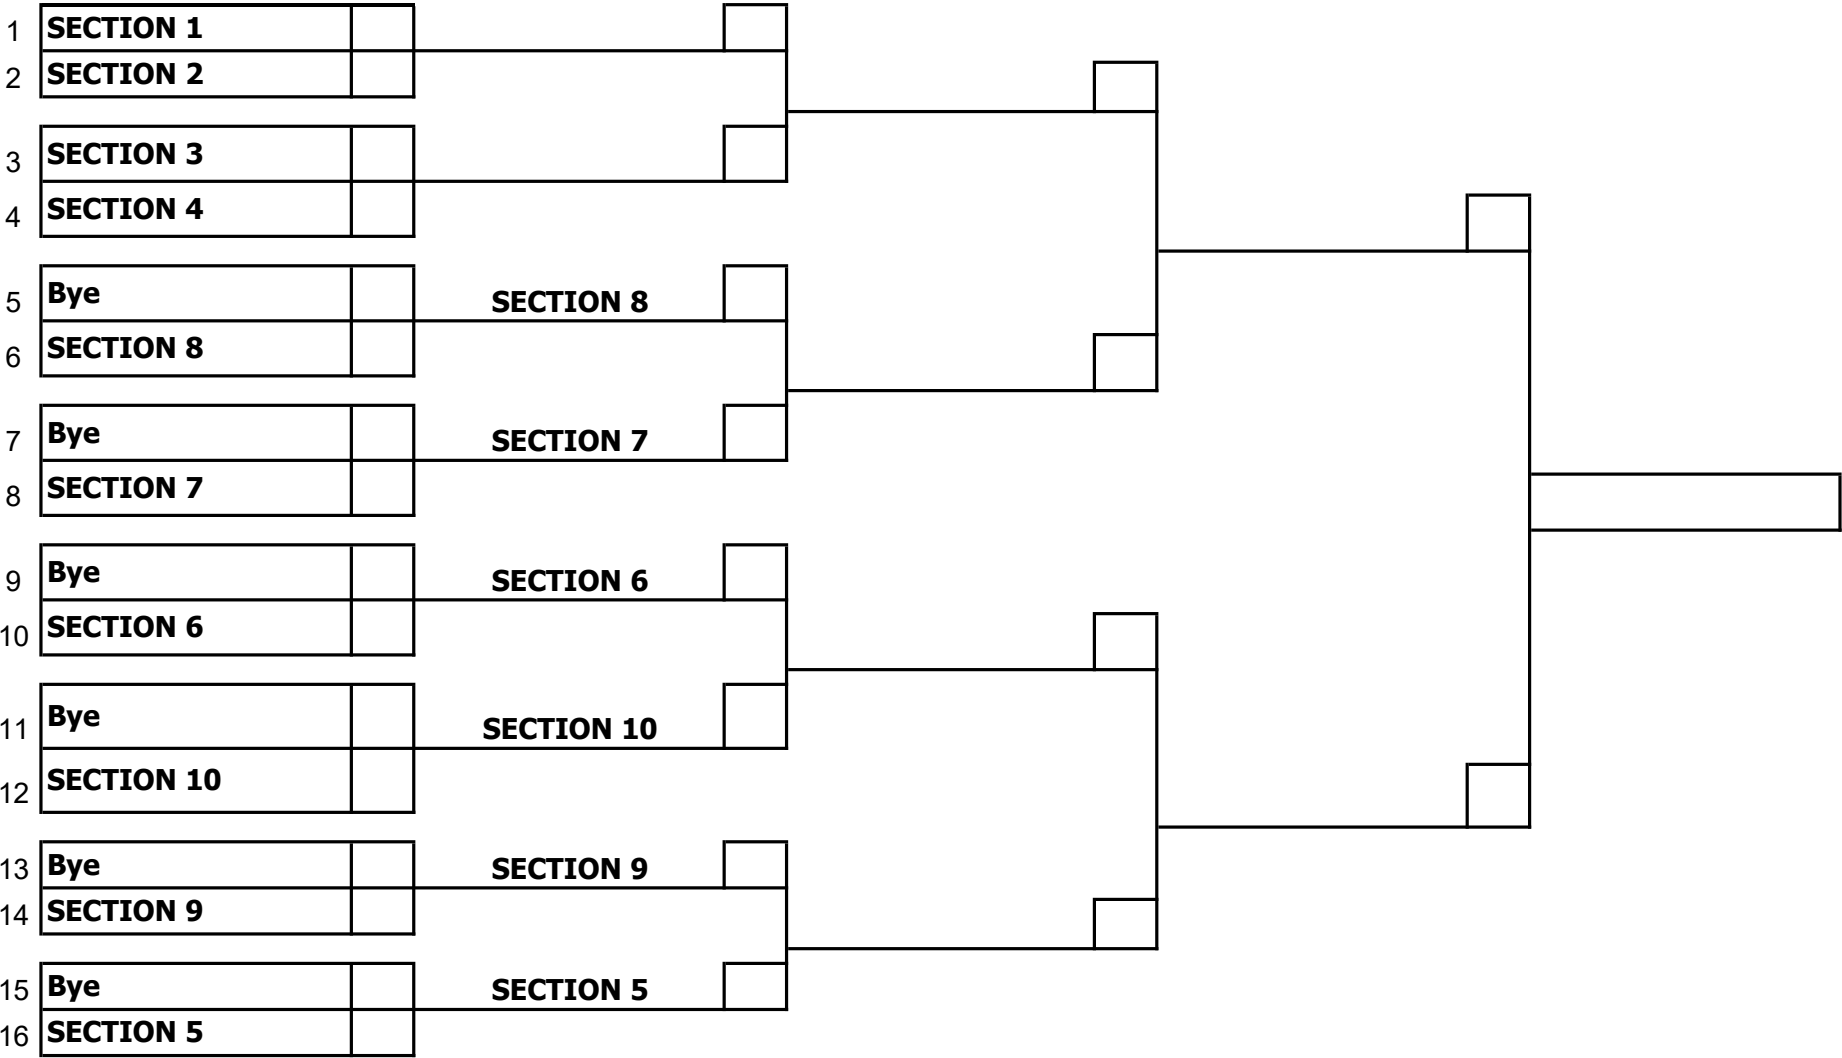 1 SECTION 1
2 SECTION 2
3 SECTION 3
4 SECTION 4
5 Bye SECTION 8
6 SECTION 8
7 Bye SECTION 7
8 SECTION 7
9 Bye SECTION 6
10 SECTION 6
11 Bye SECTION 10
12 SECTION 10
13 Bye SECTION 9
14 SECTION 9
15 Bye SECTION 5
16 SECTION 5